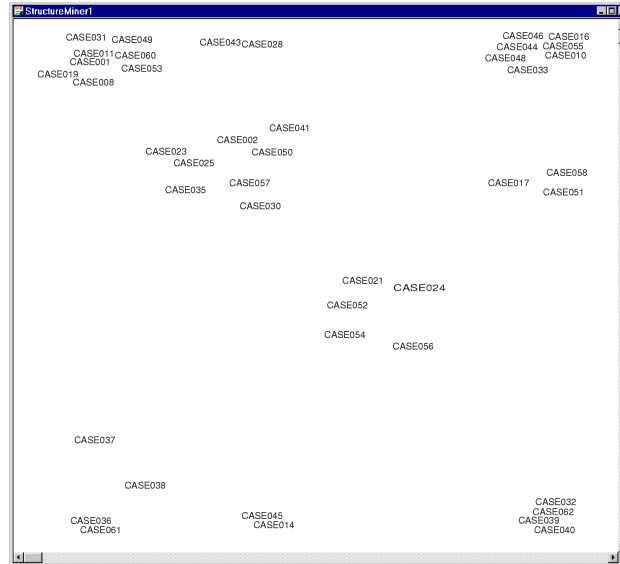 StructureMiner1
CASE031 CASE049 CASE043 CASE028 CASE046 CASE016
CASE011 CASE060 CASE044 CASE055
CASE001 CASE048 CASE010
CASE019 CASE053 CASE033
CASE008
CASE041
CASE002
CASE023 CASE050
CASE025
CASE035 CASE057 CASE017 CASE058
CASE030 CASE051
CASE021 CASE024
CASE052
CASE054
CASE056
CASE037
CASE038
CASE032
CASE036 CASE045 CASE062
CASE061 CASE014 CASE039
CASE040